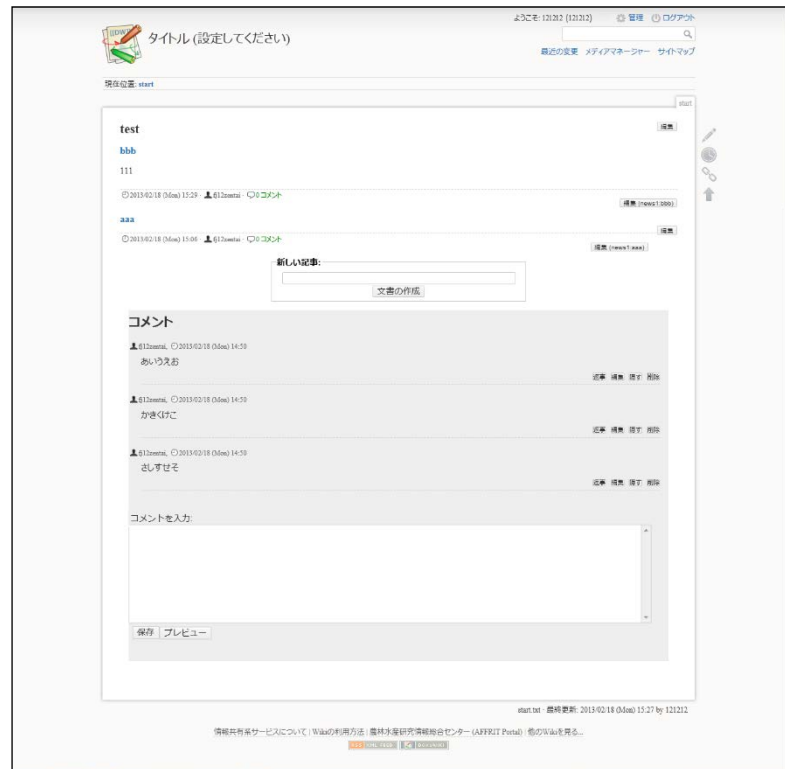 ようこそ: 121212 (121212) 管理 ログアウト
タイトル (設定してください)
最近の変更 メディアマネージャー サイトマップ
現在位置: start
start
test
編集
bbb
111
2013/02/18 (Mon) 15:29 · 0コメント
編集 (news1:bbb)
aaa
編集
2013/02/18 (Mon) 15:06 · 0コメント
編集 (news1:aaa)
新しい記事:
文書の作成
コメント
2013/02/18 (Mon) 14:50
あいうえお
返事 編集 隠す 削除
2013/02/18 (Mon) 14:50
かきくけこ
返事 編集 隠す 削除
2013/02/18 (Mon) 14:50
さしすせそ
返事 編集 隠す 削除
コメントを入力:
保存 プレビュー
start.txt · 最終更新: 2013/02/18 (Mon) 15:27 by 121212
情報共有系サービスについて | Wikiの利用方法 | 農林水産研究情報総合センター (AFFRIT Portal) | 他のWikiを見る...